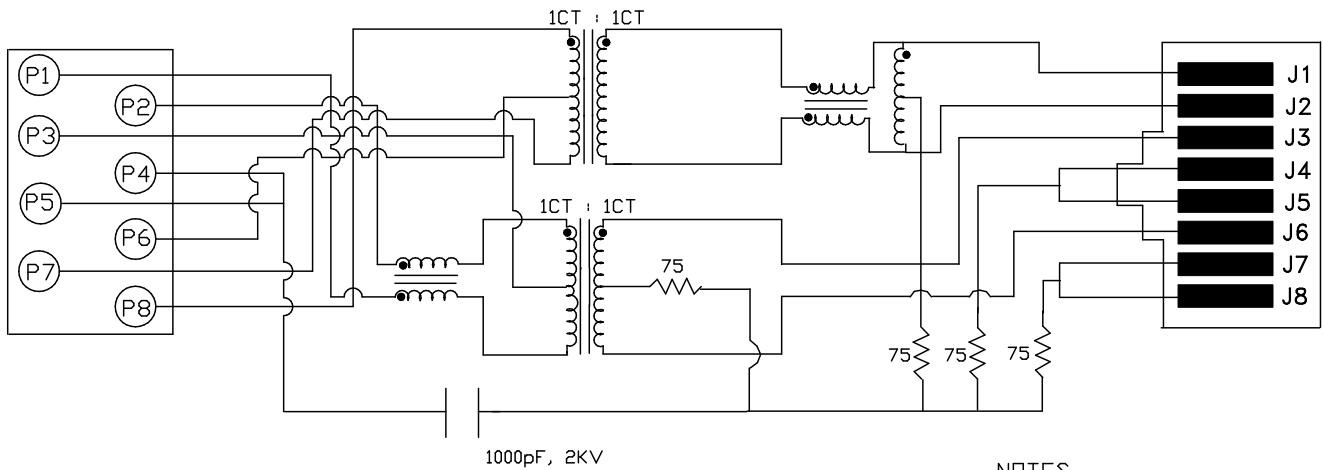 1CT : 1CT
P1
P2
P3
P4
P5
P6
P7
P8
J1
J2
J3
J4
J5
J6
J7
J8
1CT : 1CT
75
75
75
75
1000pF, 2KV
NOTES